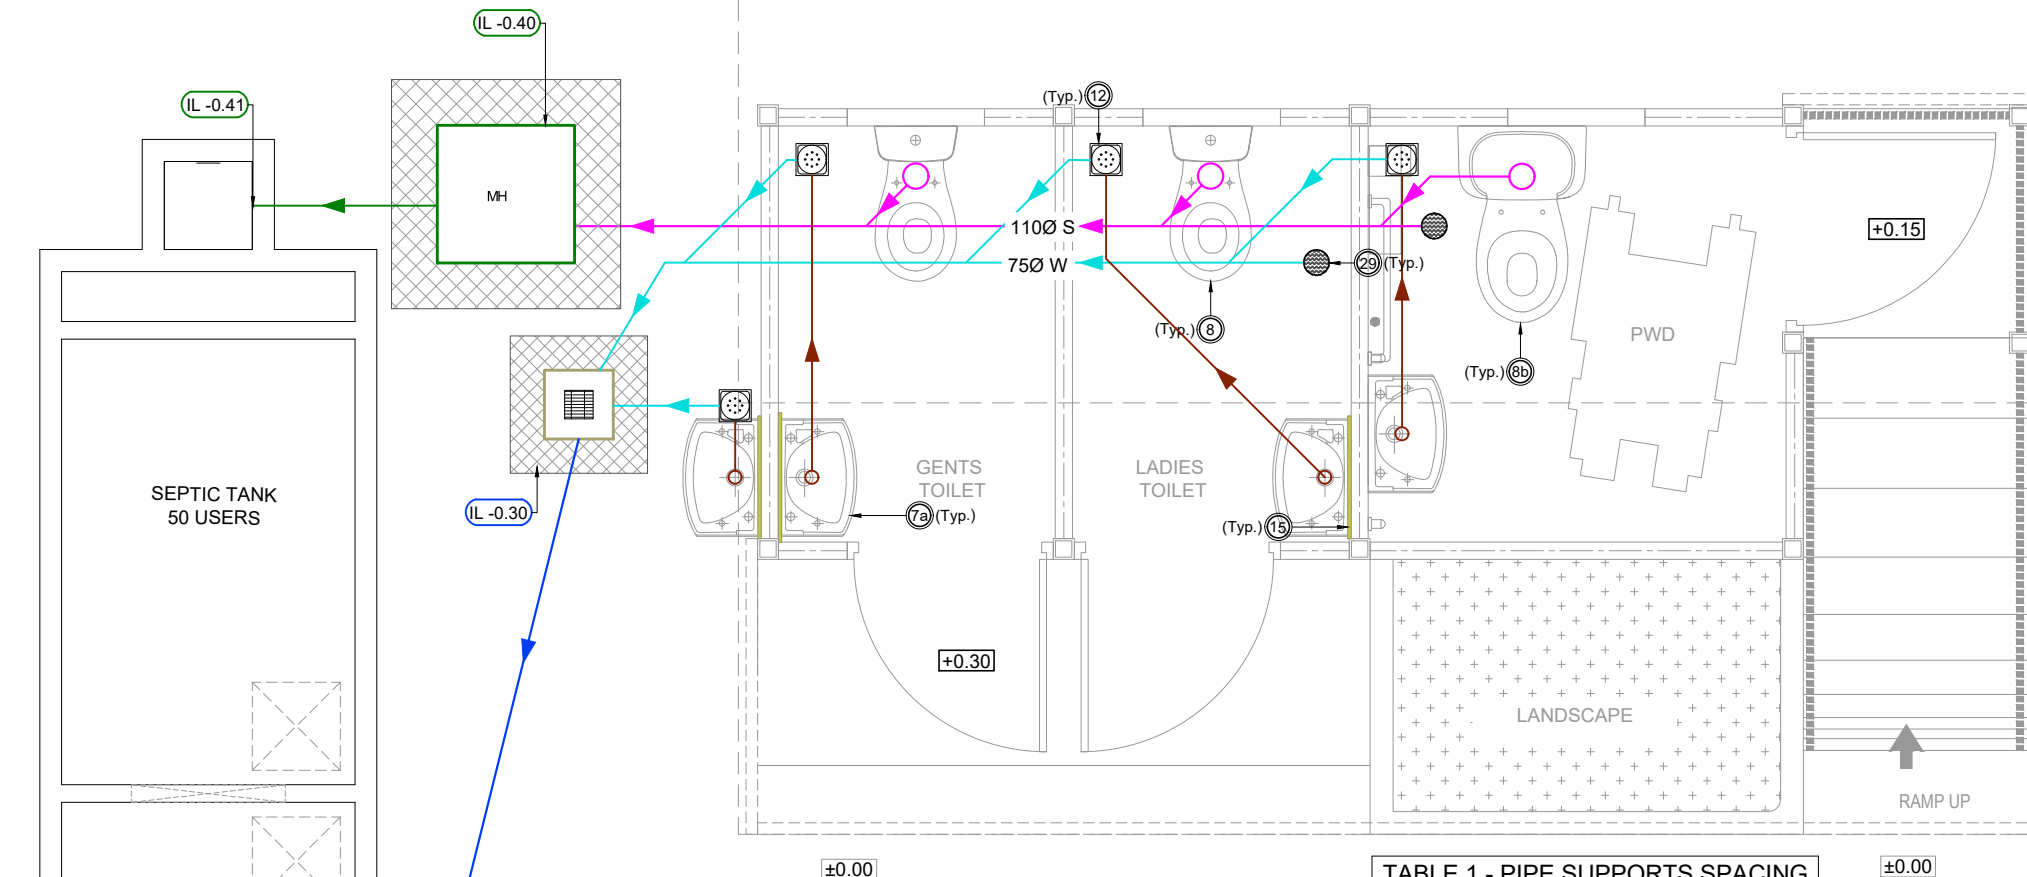 IL -0.40
IL -0.41
(Typ.) 12
MH
+0.15
110Ø S
75Ø W
29 (Typ.)
(Typ.) 8
PWD
(Typ.) 8b
SEPTIC TANK
50 USERS
IL -0.30
GENTS
TOILET
LADIES
TOILET
7a (Typ.)
(Typ.) 15
+0.30
LANDSCAPE
RAMP UP
±0.00
TABLE 1 - PIPE SUPPORTS SPACING
±0.00